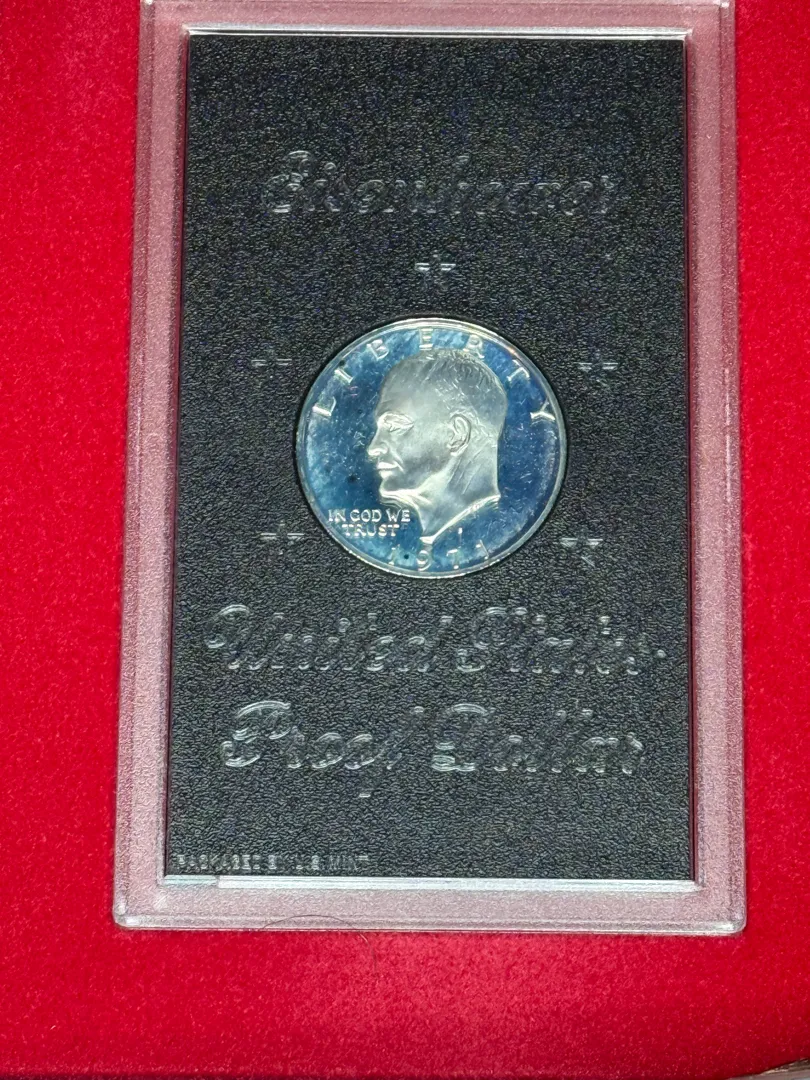 Eisenhower
LIBERTY
IN GOD WE
TRUST
1971
United States
Proof Dollar
PACKAGED BY U.S. MINT